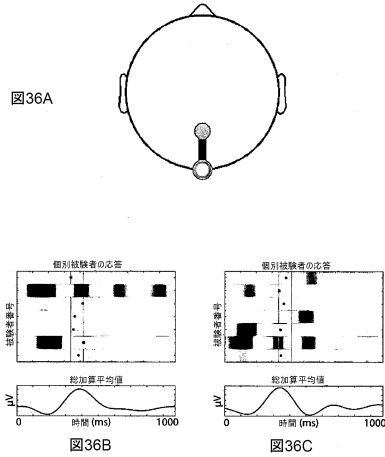 図36A
個別被験者の応答
被験者番号
総加算平均値
μV
0
1000
時間 (ms)
図36B
個別被験者の応答
被験者番号
総加算平均値
μV
0
1000
時間 (ms)
図36C